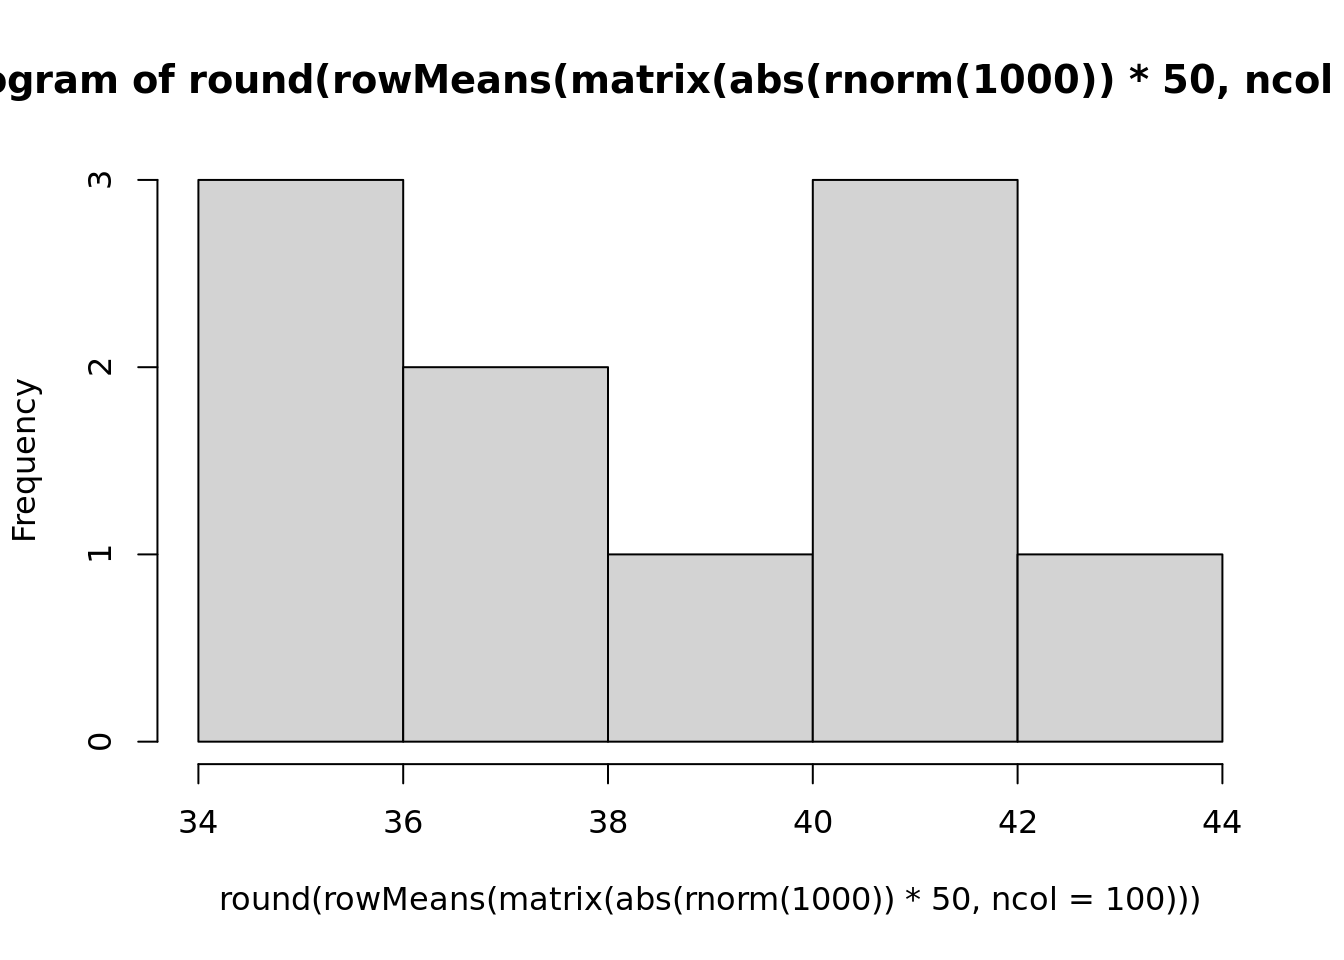 ogram of round(rowMeans(matrix(abs(rnorm(1000)) * 50, ncol
Frequency
3
2
1
0
34 36 38 40 42 44
round(rowMeans(matrix(abs(rnorm(1000)) * 50, ncol = 100)))